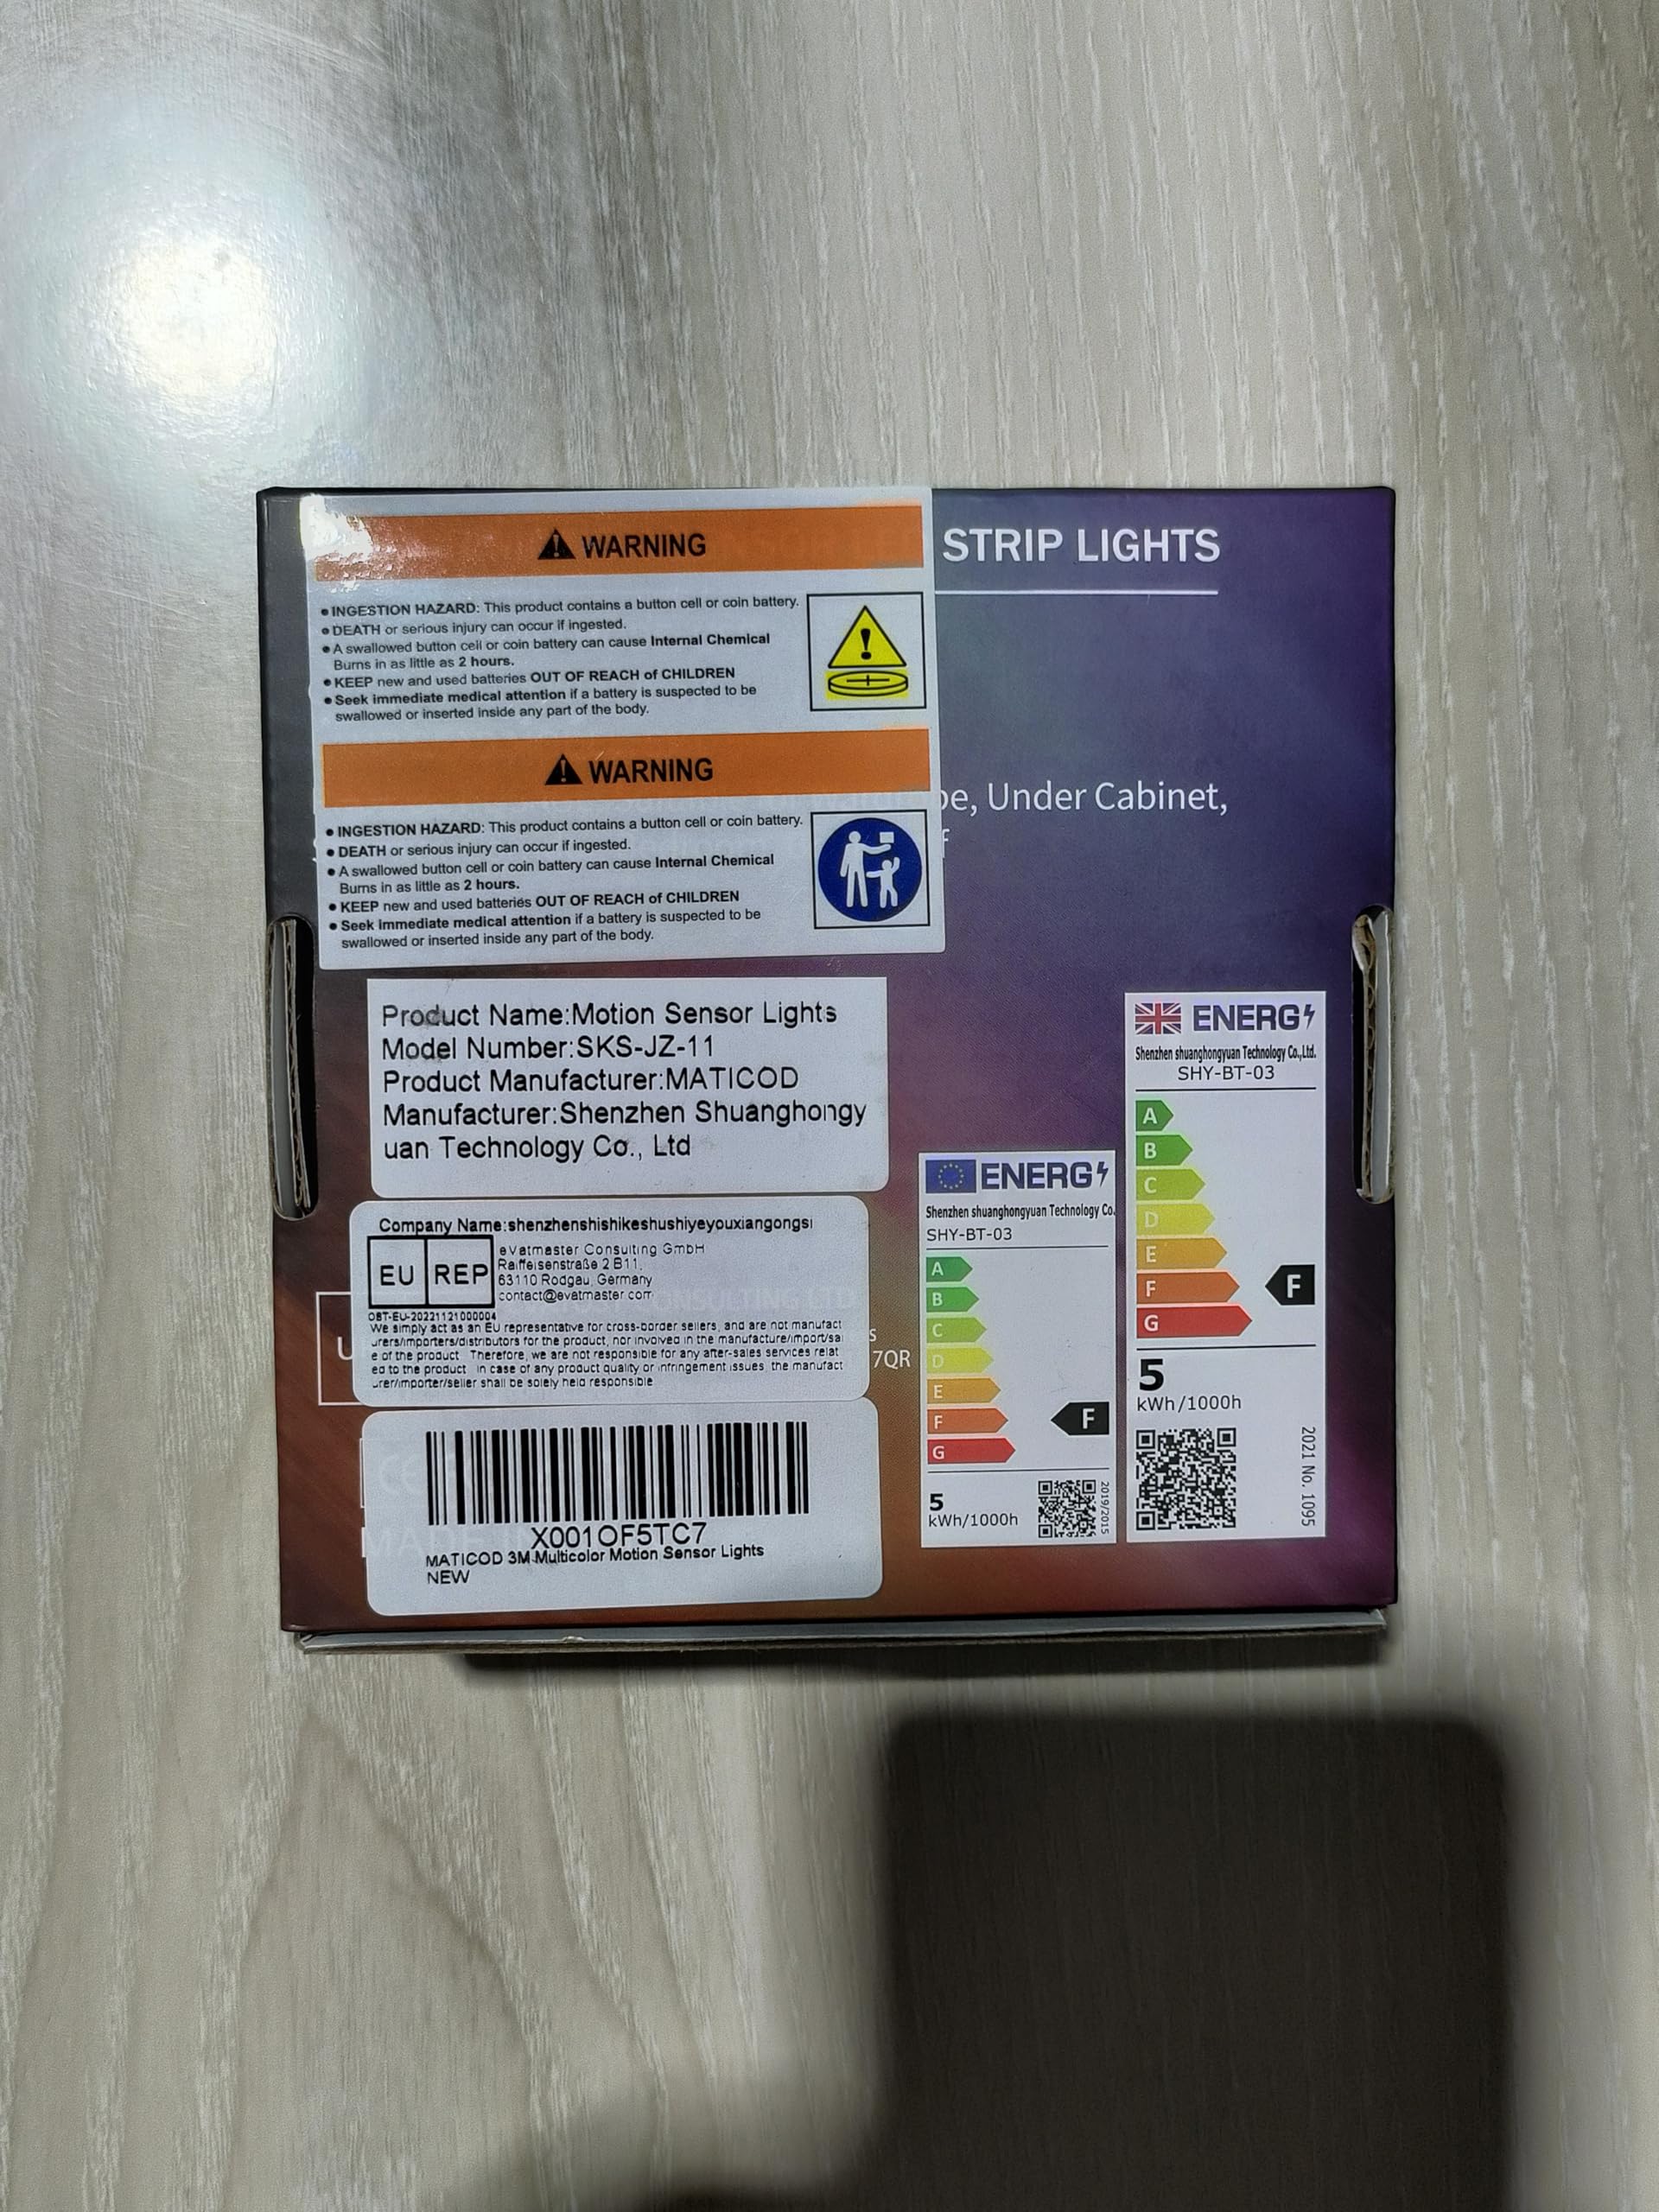 WARNING
STRIP LIGHTS
● INGESTION HAZARD: This product contains a button cell or coin battery.
● DEATH or serious injury can occur if ingested.
● A swallowed button cell or coin battery can cause Internal Chemical
Burns in as little as 2 hours.
● KEEP new and used batteries OUT OF REACH of CHILDREN
● Seek immediate medical attention if a battery is suspected to be
swallowed or inserted inside any part of the body.
WARNING
Under Cabinet,
● INGESTION HAZARD: This product contains a button cell or coin battery.
● DEATH or serious injury can occur if ingested.
● A swallowed button cell or coin battery can cause Internal Chemical
Burns in as little as 2 hours.
● KEEP new and used batteries OUT OF REACH of CHILDREN
● Seek immediate medical attention if a battery is suspected to be
swallowed or inserted inside any part of the body.
Product Name:Motion Sensor Lights
Model Number:SKS-JZ-11
Product Manufacturer:MATICOD
Manufacturer:Shenzhen Shuanghongy
uan Technology Co., Ltd
Company Name:shenzhenshishikeshushiyeyouxiangongsi
EU REP
eVatmaster Consulting GmbH
Raiffeisenstraße 2 B11,
63110 Rodgau, Germany
contact@evatmaster.com
OBT-EU-20221121000004
We simply act as an EU representative for cross-border sellers, and are not manufact
urers/importers/distributors for the product, nor involved in the manufacture/import/sal
e of the product. Therefore, we are not responsible for any after-sales services relat
ed to the product. In case of any product quality or infringement issues, the manufact
urer/importer/seller shall be solely held responsible
7QR
X001OF5TC7
MATICOD 3M Multicolor Motion Sensor Lights
NEW
ENERG
Shenzhen shuanghongyuan Technology Co.
SHY-BT-03
A
B
C
D
E
F
F
G
5
kWh/1000h
2019/2015
ENERG
Shenzhen shuanghongyuan Technology Co.,Ltd.
SHY-BT-03
A
B
C
D
E
F
F
G
5
kWh/1000h
2021 No. 1095